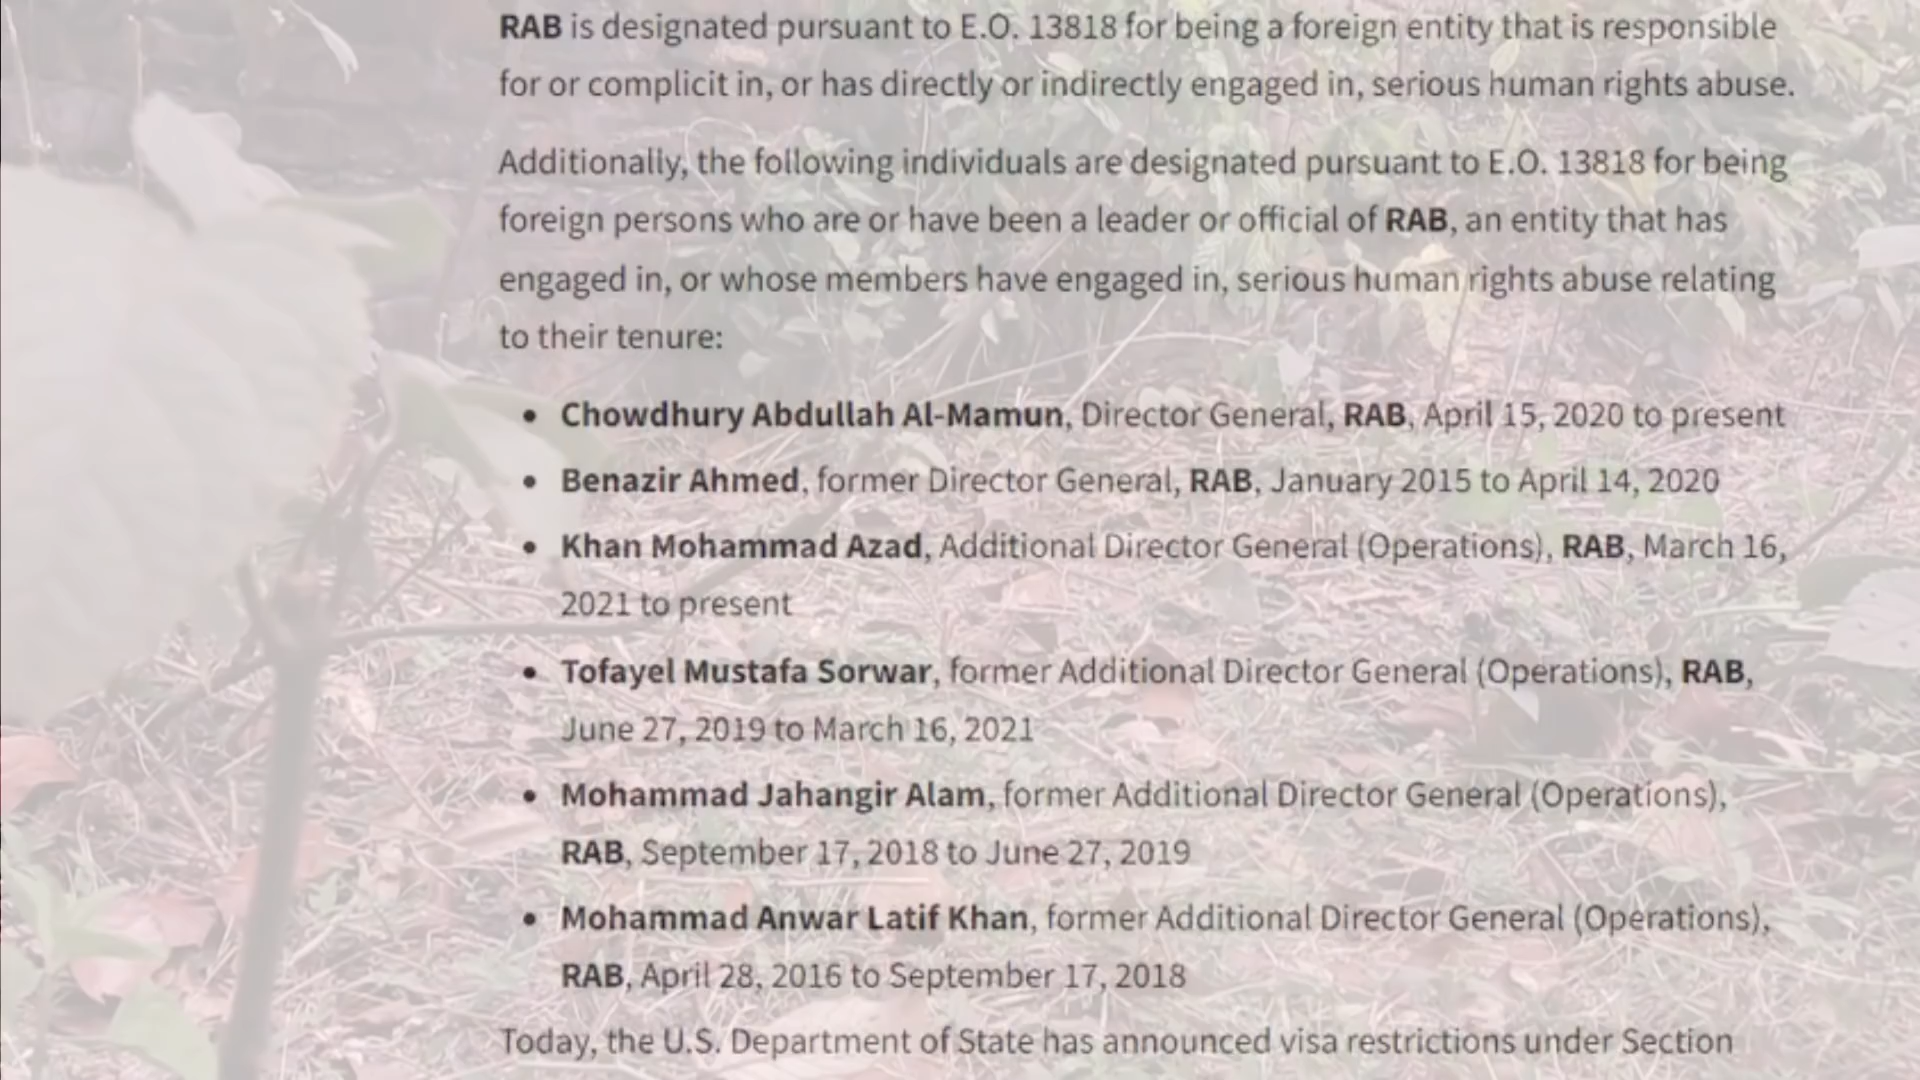 RAB is designated pursuant to E.O. 13818 for being a foreign entity that is responsible
for or complicit in, or has directly or indirectly engaged in, serious human rights abuse.
Additionally, the following individuals are designated pursuant to E.O. 13818 for being
foreign persons who are or have been a leader or official of RAB, an entity that has
engaged in, or whose members have engaged in, serious human rights abuse relating
to their tenure:
• Chowdhury Abdullah Al-Mamun, Director General, RAB, April 15, 2020 to present
• Benazir Ahmed, former Director General, RAB, January 2015 to April 14, 2020
• Khan Mohammad Azad, Additional Director General (Operations), RAB, March 16,
2021 to present
• Tofayel Mustafa Sorwar, former Additional Director General (Operations), RAB,
June 27, 2019 to March 16, 2021
• Mohammad Jahangir Alam, former Additional Director General (Operations),
RAB, September 17, 2018 to June 27, 2019
• Mohammad Anwar Latif Khan, former Additional Director General (Operations),
RAB, April 28, 2016 to September 17, 2018
Today, the U.S. Department of State has announced visa restrictions under Section